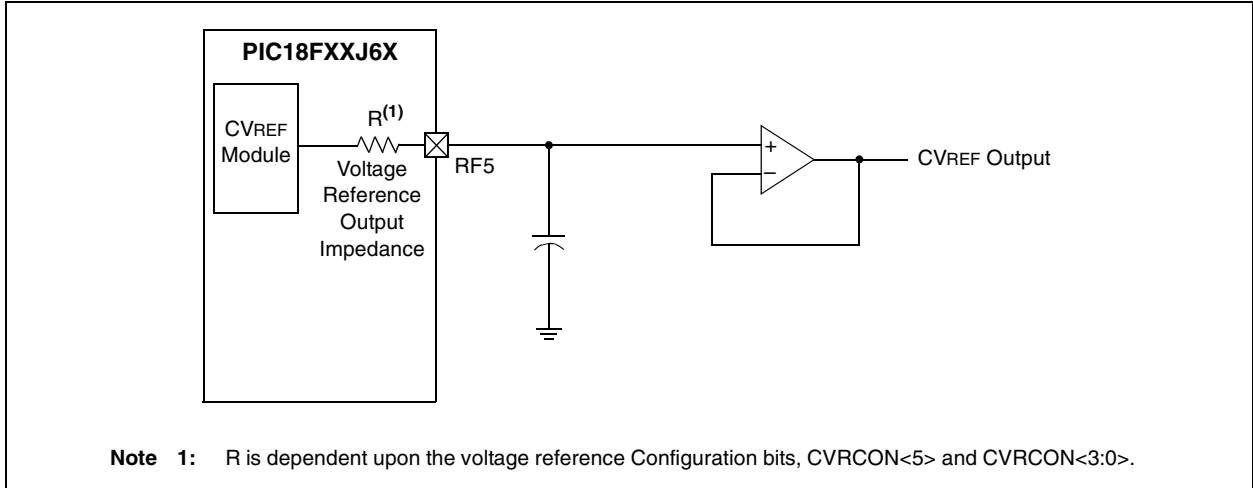 PIC18FXXJ6X
CVREF
Module
R(1)
Voltage
Reference
Output
Impedance
RF5
+
–
CVREF Output
Note 1: R is dependent upon the voltage reference Configuration bits, CVRCON<5> and CVRCON<3:0>.